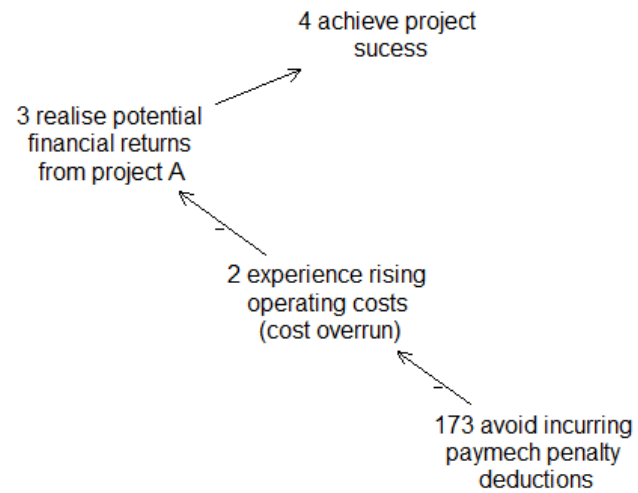 4 achieve project
sucess
3 realise potential
financial returns
from project A
2 experience rising
operating costs
(cost overrun)
173 avoid incurring
paymech penalty
deductions